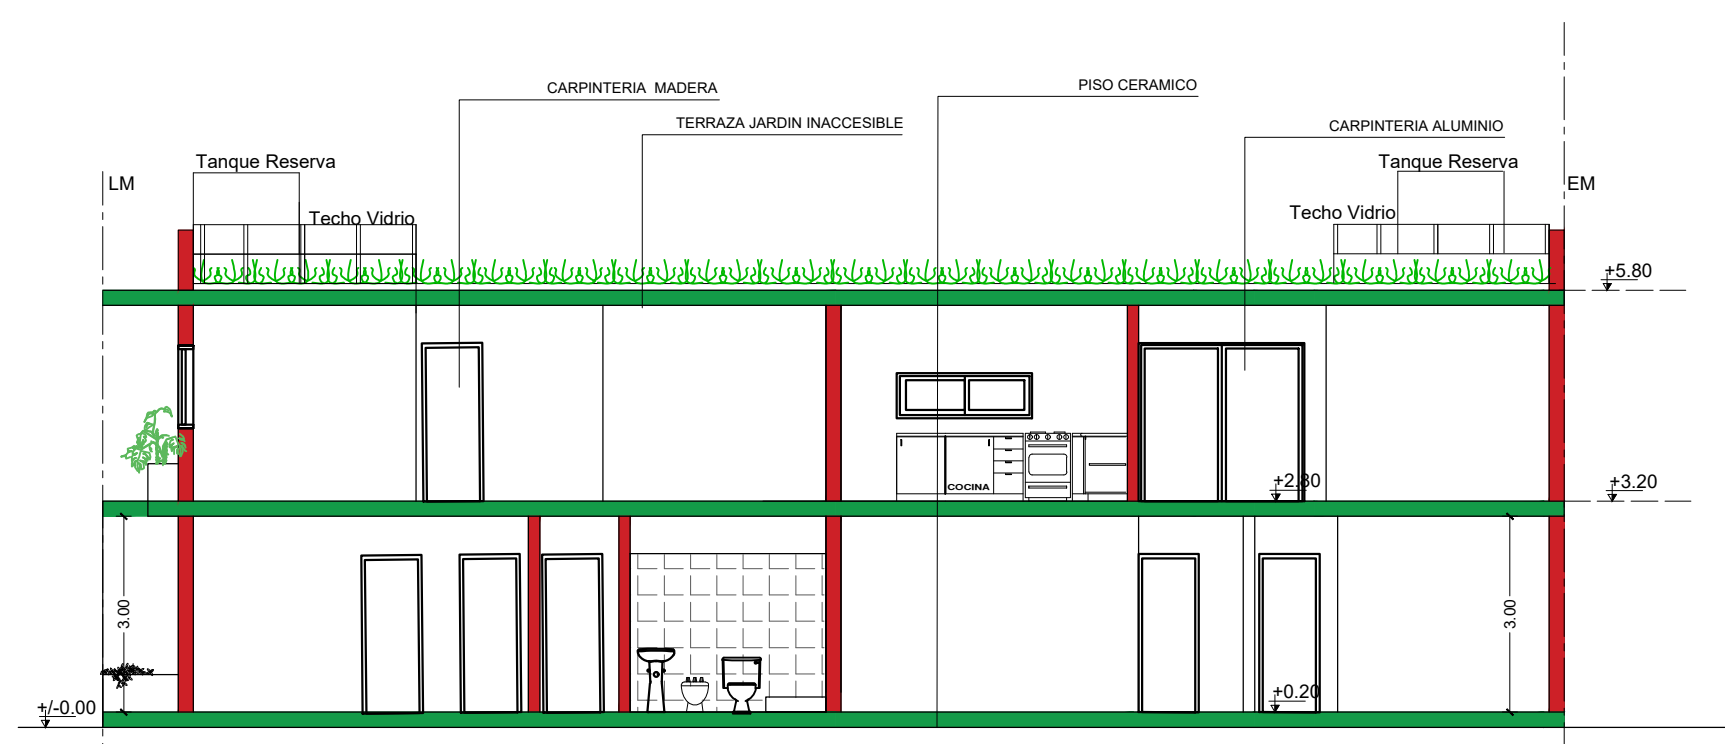 CARPINTERIA MADERA
PISO CERAMICO
TERRAZA JARDIN INACCESIBLE
CARPINTERIA ALUMINIO
Tanque Reserva
Tanque Reserva
LM
EM
Techo Vidrio
Techo Vidrio
+5.80
+2.80
+3.20
COCINA
3.00
3.00
+0.20
+/-0.00